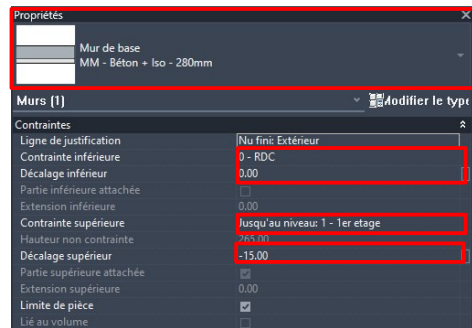 Propriétés
Mur de base
MM - Béton + Iso - 280mm
Murs (1)
Modifier le type
Contraintes
Ligne de justification Nu fini: Extérieur
Contrainte inférieure 0 - RDC
Décalage inférieur 0.00
Partie inférieure attachée
Extension inférieure 0.00
Contrainte supérieure Jusqu'au niveau: 1 - 1er etage
Hauteur non contrainte 265.00
Décalage supérieur -15.00
Partie supérieure attachée
Extension supérieure 0.00
Limite de pièce
Lié au volume